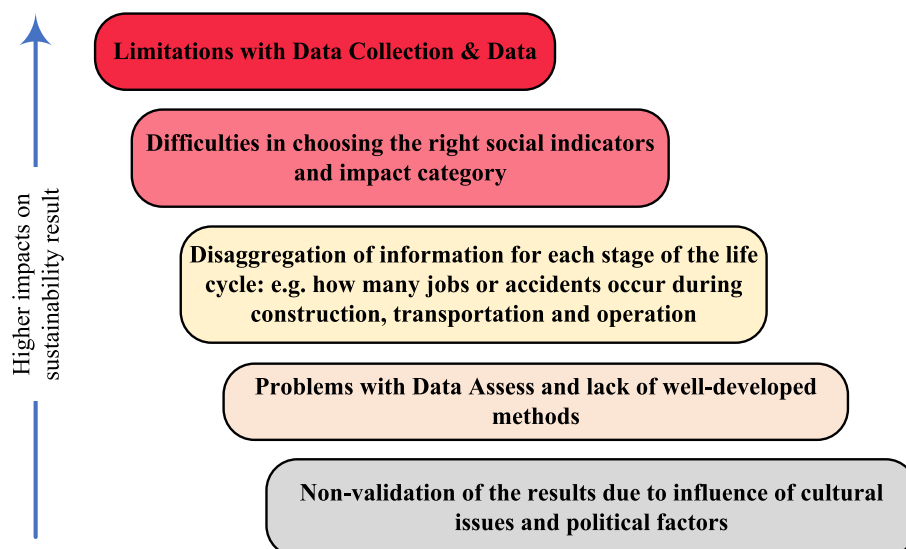 Limitations with Data Collection & Data
Difficulties in choosing the right social indicators
and impact category
Disaggregation of information for each stage of the life
cycle: e.g. how many jobs or accidents occur during
construction, transportation and operation
Problems with Data Assess and lack of well-developed
methods
Non-validation of the results due to influence of cultural
issues and political factors
Higher impacts on
sustainability result